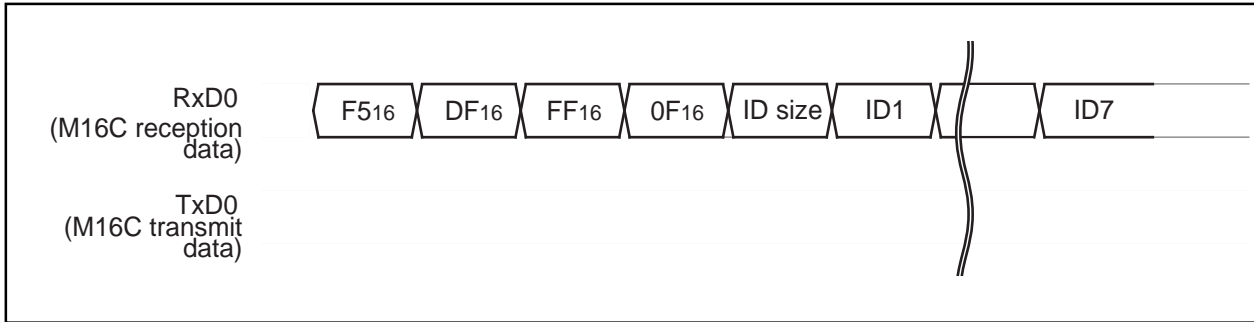 RxD0
(M16C reception
data)
F516 DF16 FF16 0F16 ID size ID1 ID7
TxD0
(M16C transmit
data)